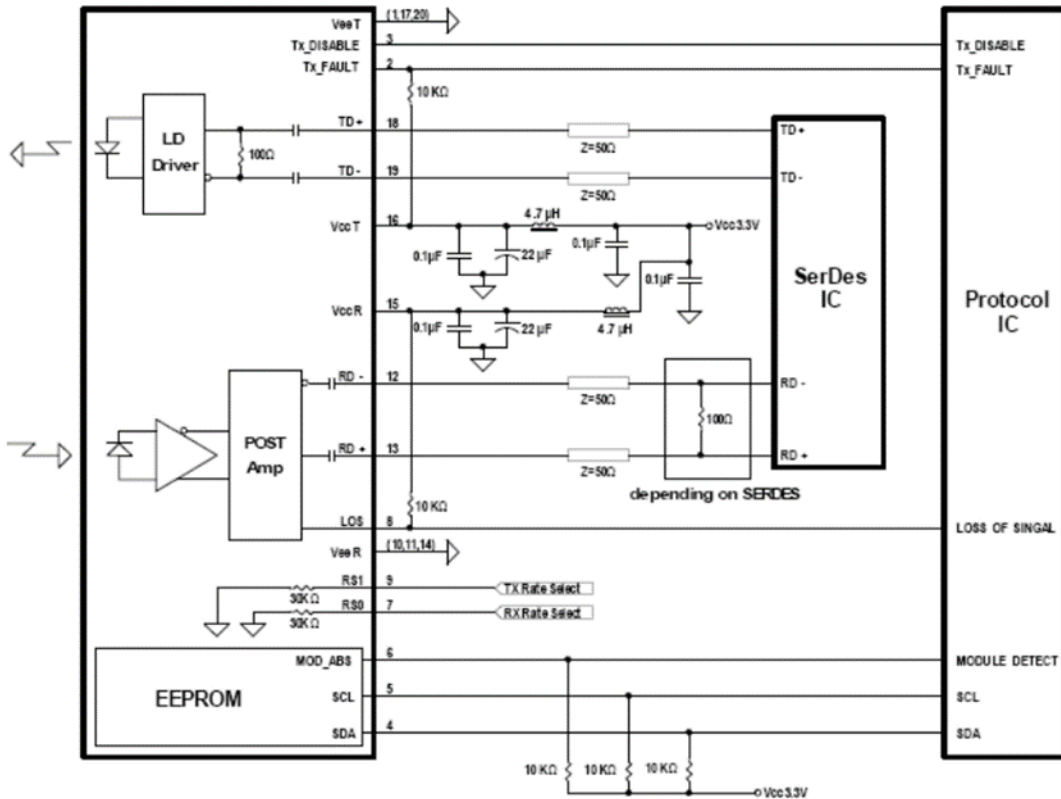 VeeT (1,17,20)
Tx_DISABLE 3 Tx_DISABLE
Tx_FAULT 2 Tx_FAULT
10 KΩ
LD
Driver
100Ω
TD+ 18 Z=50Ω TD+
TD- 19 Z=50Ω TD-
VccT 16 4.7 µH Vcc3.3V
0.1µF 22 µF 0.1µF
0.1µF
SerDes
IC
Protocol
IC
VccR 15
0.1µF 22 µF 4.7 µH
RD - 12 Z=50Ω RD -
100Ω
POST
Amp
RD + 13 Z=50Ω RD +
depending on SERDES
10 KΩ
LOS 8 LOSS OF SINGAL
VeeR (10,11,14)
RS1 9 TX Rate Select
30KΩ
RS0 7 RX Rate Select
30KΩ
MOD_ABS 6 MODULE DETECT
EEPROM
SCL 5 SCL
SDA 4 SDA
10 KΩ 10 KΩ 10 KΩ
Vcc3.3V